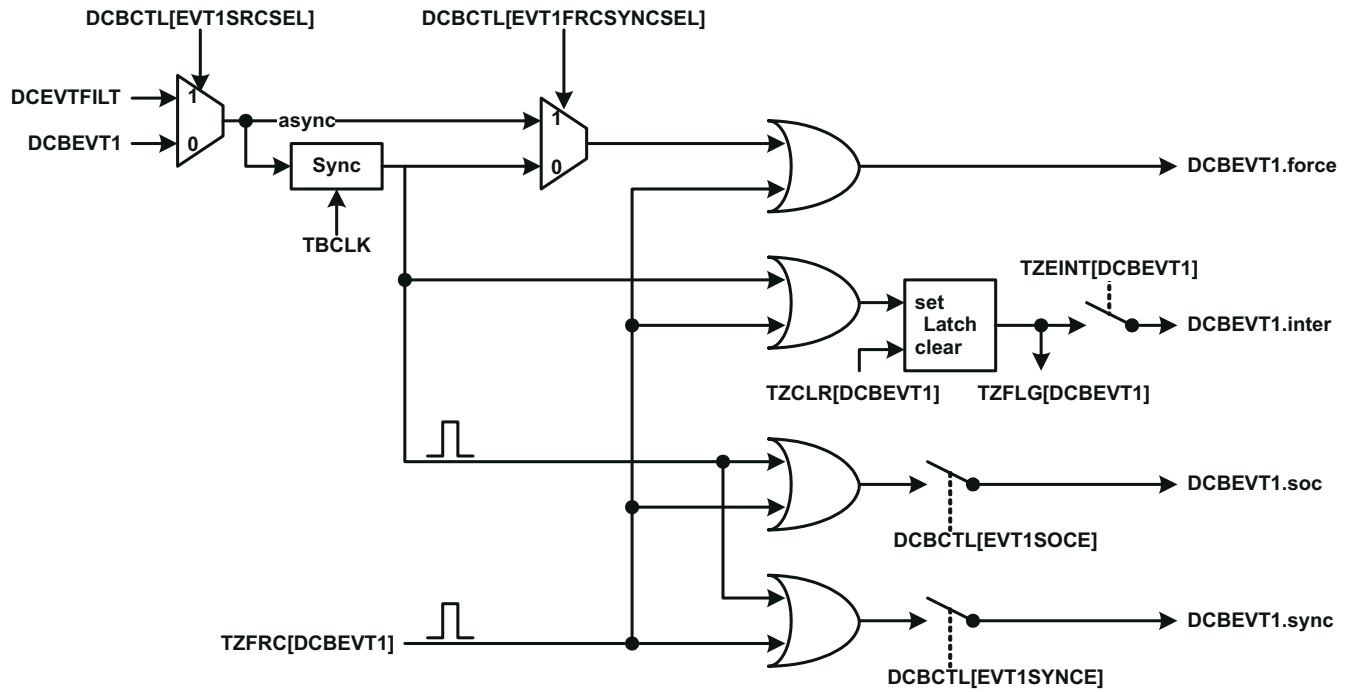 DCBCTL[EVT1SRCSEL]
DCBCTL[EVT1FRCSYNCSEL]
DCEVTFILT
1
DCBEVT1
0
async
1
0
Sync
TBCLK
DCBEVT1.force
TZEINT[DCBEVT1]
set
Latch
clear
DCBEVT1.inter
TZCLR[DCBEVT1]
TZFLG[DCBEVT1]
DCBEVT1.soc
DCBCTL[EVT1SOCE]
DCBEVT1.sync
TZFRC[DCBEVT1]
DCBCTL[EVT1SYNCE]